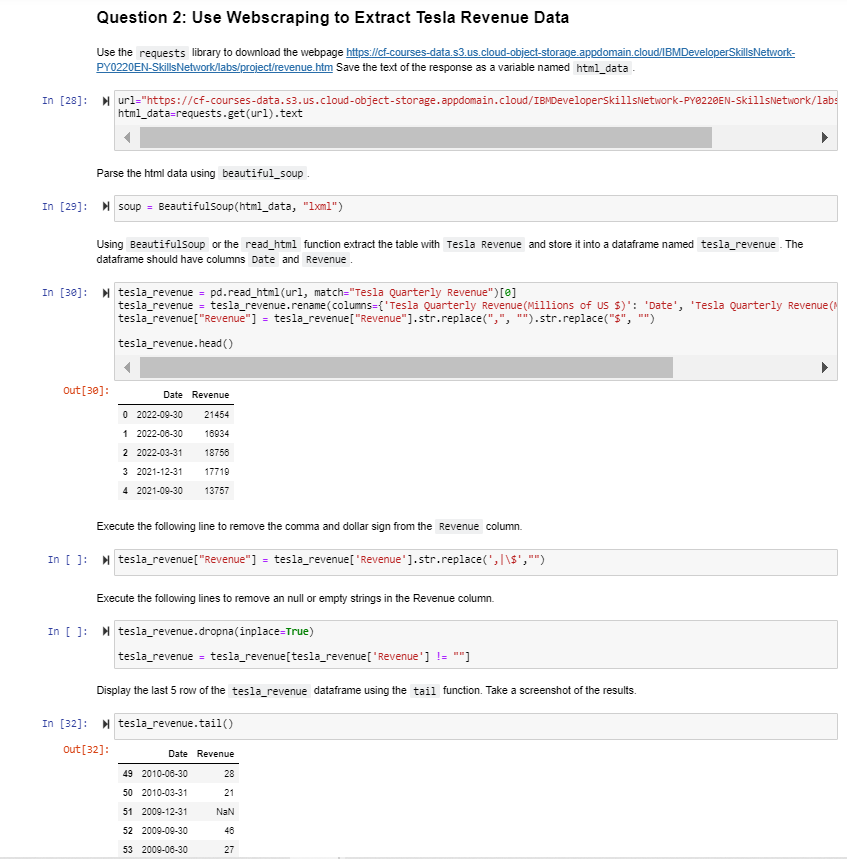 Question 2: Use Webscraping to Extract Tesla Revenue Data
Use the requests library to download the webpage https://cf-courses-data.s3.us.cloud-object-storage.appdomain.cloud/IBMDeveloperSkillsNetwork-
PY0220EN-SkillsNetwork/labs/project/revenue.htm Save the text of the response as a variable named html_data .
In [28]: url="https://cf-courses-data.s3.us.cloud-object-storage.appdomain.cloud/IBMDeveloperSkillsNetwork-PY0220EN-SkillsNetwork/labs
html_data=requests.get(url).text
Parse the html data using beautiful_soup .
In [29]: soup = BeautifulSoup(html_data, "lxml")
Using BeautifulSoup or the read_html function extract the table with Tesla Revenue and store it into a dataframe named tesla_revenue . The
dataframe should have columns Date and Revenue .
In [30]: tesla_revenue = pd.read_html(url, match="Tesla Quarterly Revenue")[0]
tesla_revenue = tesla_revenue.rename(columns={'Tesla Quarterly Revenue(Millions of US $)': 'Date', 'Tesla Quarterly Revenue(M
tesla_revenue["Revenue"] = tesla_revenue["Revenue"].str.replace(",", "").str.replace("$", "")
tesla_revenue.head()
Out[30]:
Date Revenue
0 2022-09-30 21454
1 2022-06-30 16934
2 2022-03-31 18756
3 2021-12-31 17719
4 2021-09-30 13757
Execute the following line to remove the comma and dollar sign from the Revenue column.
In [ ]: tesla_revenue["Revenue"] = tesla_revenue['Revenue'].str.replace(',|\$',"")
Execute the following lines to remove an null or empty strings in the Revenue column.
In [ ]: tesla_revenue.dropna(inplace=True)
tesla_revenue = tesla_revenue[tesla_revenue['Revenue'] != ""]
Display the last 5 row of the tesla_revenue dataframe using the tail function. Take a screenshot of the results.
In [32]: tesla_revenue.tail()
Out[32]:
Date Revenue
49 2010-06-30 28
50 2010-03-31 21
51 2009-12-31 NaN
52 2009-09-30 46
53 2009-06-30 27